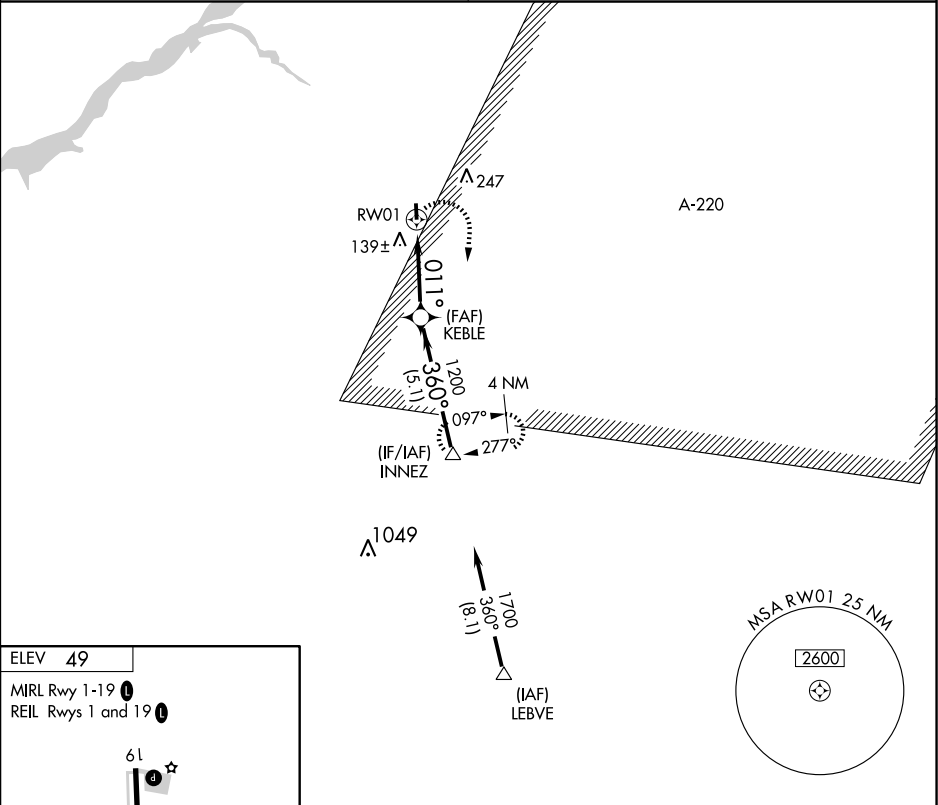 247
A-220
RW01
139±
011°
(FAF)
KEBLE
1200
360°
(5.1)
4 NM
097°
277°
(IF/IAF)
INNEZ
1049
1700
360°
(8.1)
(IAF)
LEBVE
MSA RW01 25 NM
2600
ELEV 49
MIRL Rwy 1-19 L
REIL Rwys 1 and 19 L
19
P